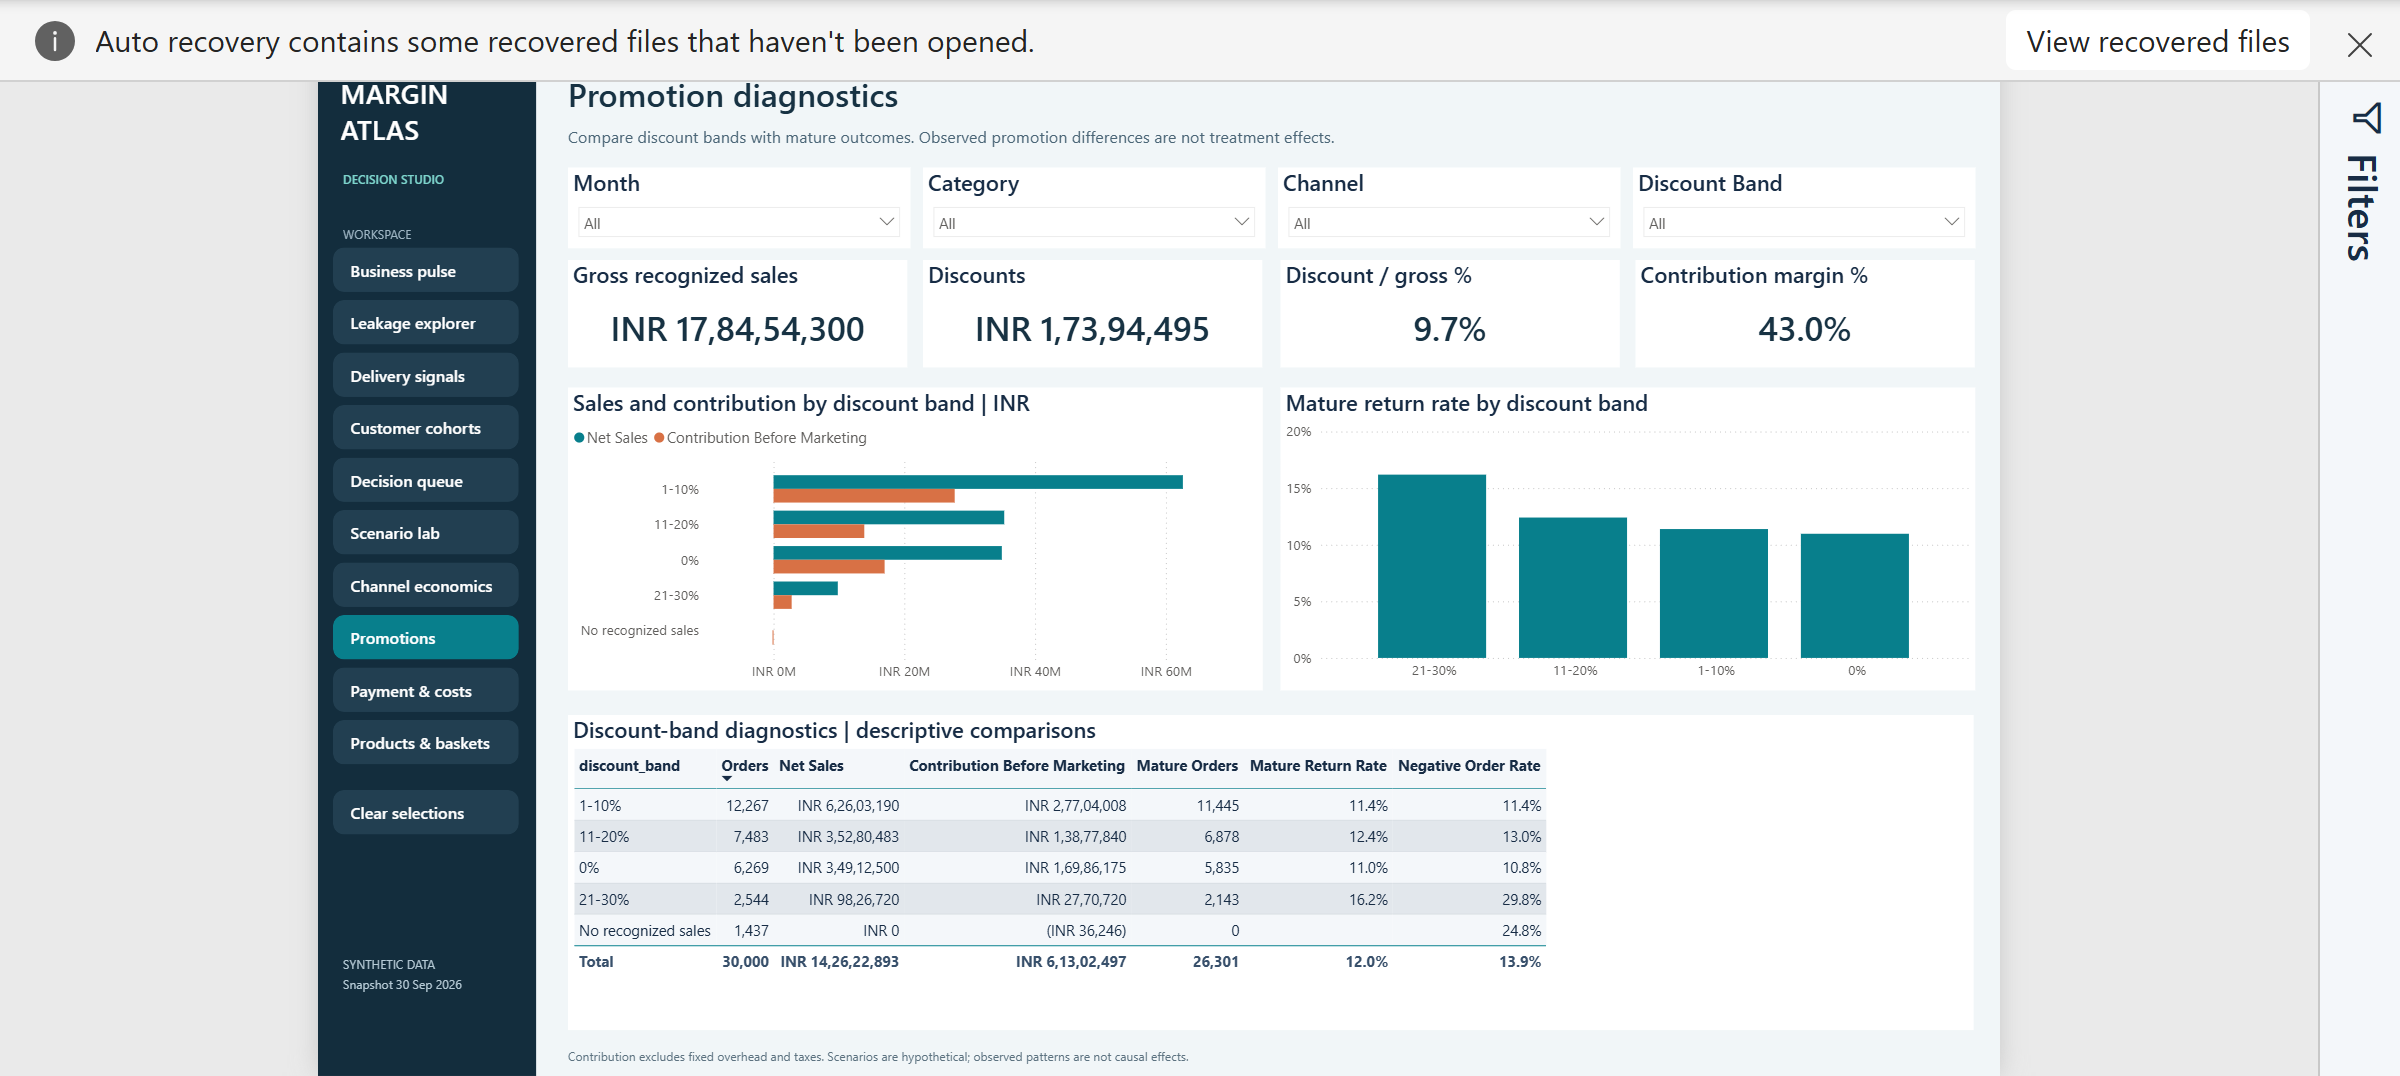 Auto recovery contains some recovered files that haven't been opened.
View recovered files
MARGIN
ATLAS
DECISION STUDIO
WORKSPACE
Business pulse
Leakage explorer
Delivery signals
Customer cohorts
Decision queue
Scenario lab
Channel economics
Promotions
Payment & costs
Products & baskets
Clear selections
SYNTHETIC DATA
Snapshot 30 Sep 2026
Promotion diagnostics
Compare discount bands with mature outcomes. Observed promotion differences are not treatment effects.
Month
All
Category
All
Channel
All
Discount Band
All
Gross recognized sales
INR 17,84,54,300
Discounts
INR 1,73,94,495
Discount / gross %
9.7%
Contribution margin %
43.0%
Sales and contribution by discount band | INR
Net Sales Contribution Before Marketing
1-10%
11-20%
0%
21-30%
No recognized sales
INR 0M INR 20M INR 40M INR 60M
Mature return rate by discount band
20%
15%
10%
5%
0%
21-30% 11-20% 1-10% 0%
Discount-band diagnostics | descriptive comparisons
discount_band Orders Net Sales Contribution Before Marketing Mature Orders Mature Return Rate Negative Order Rate
1-10% 12,267 INR 6,26,03,190 INR 2,77,04,008 11,445 11.4% 11.4%
11-20% 7,483 INR 3,52,80,483 INR 1,38,77,840 6,878 12.4% 13.0%
0% 6,269 INR 3,49,12,500 INR 1,69,86,175 5,835 11.0% 10.8%
21-30% 2,544 INR 98,26,720 INR 27,70,720 2,143 16.2% 29.8%
No recognized sales 1,437 INR 0 (INR 36,246) 0 24.8%
Total 30,000 INR 14,26,22,893 INR 6,13,02,497 26,301 12.0% 13.9%
Contribution excludes fixed overhead and taxes. Scenarios are hypothetical; observed patterns are not causal effects.
Filters